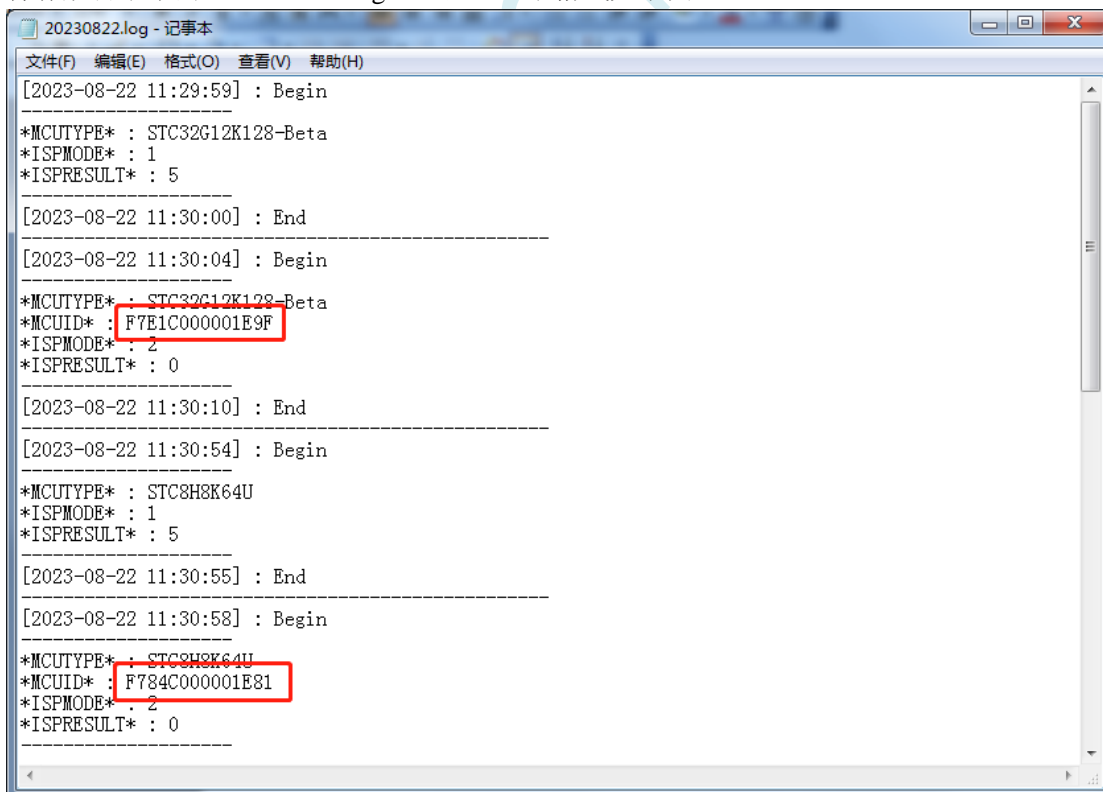 20230822.log - 记事本
文件(F) 编辑(E) 格式(O) 查看(V) 帮助(H)
[2023-08-22 11:29:59] : Begin
--------------------
*MCUTYPE* : STC32G12K128-Beta
*ISPMODE* : 1
*ISPRESULT* : 5
--------------------
[2023-08-22 11:30:00] : End
--------------------------------------------------
[2023-08-22 11:30:04] : Begin
--------------------
*MCUTYPE* : STC32G12K128-Beta
*MCUID* : F7E1C000001E9F
*ISPMODE* : 2
*ISPRESULT* : 0
--------------------
[2023-08-22 11:30:10] : End
--------------------------------------------------
[2023-08-22 11:30:54] : Begin
--------------------
*MCUTYPE* : STC8H8K64U
*ISPMODE* : 1
*ISPRESULT* : 5
--------------------
[2023-08-22 11:30:55] : End
--------------------------------------------------
[2023-08-22 11:30:58] : Begin
--------------------
*MCUTYPE* : STC8H8K64U
*MCUID* : F784C000001E81
*ISPMODE* : 2
*ISPRESULT* : 0
--------------------